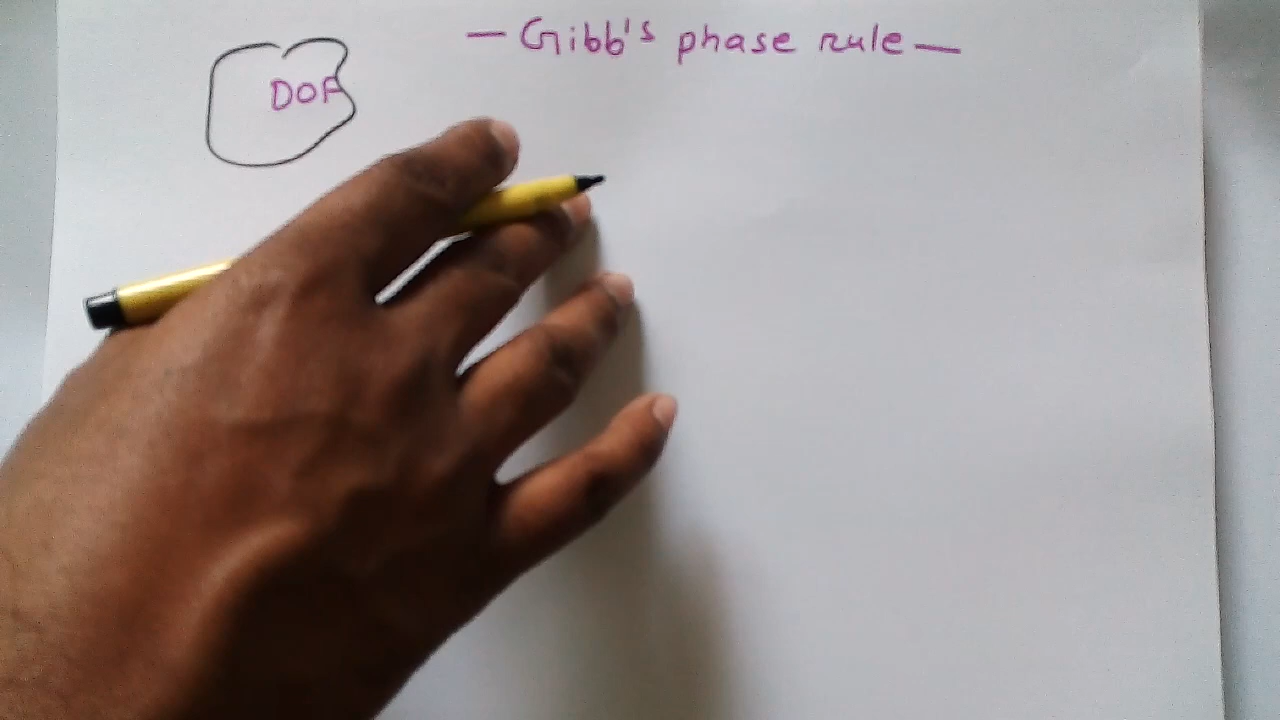 — Gibb's phase rule —
DOF